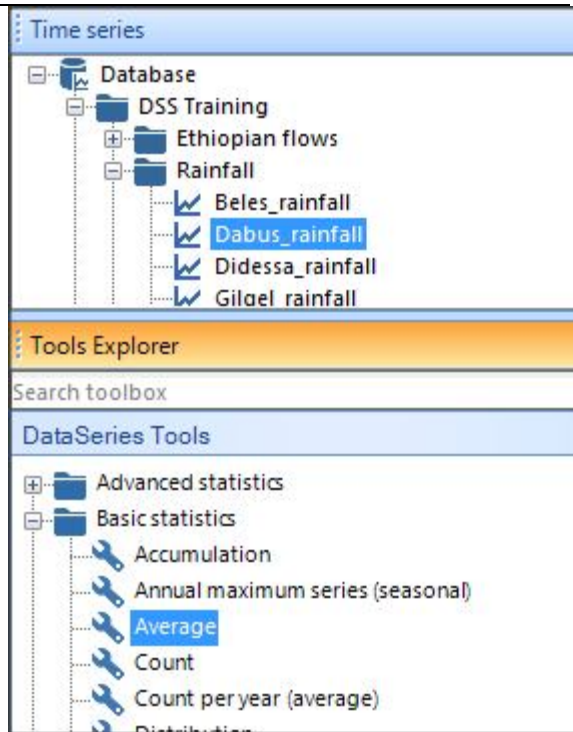 Time series
Database
DSS Training
Ethiopian flows
Rainfall
Beles_rainfall
Dabus_rainfall
Didessa_rainfall
Gilgel_rainfall
Tools Explorer
Search toolbox
DataSeries Tools
Advanced statistics
Basic statistics
Accumulation
Annual maximum series (seasonal)
Average
Count
Count per year (average)
Distribution